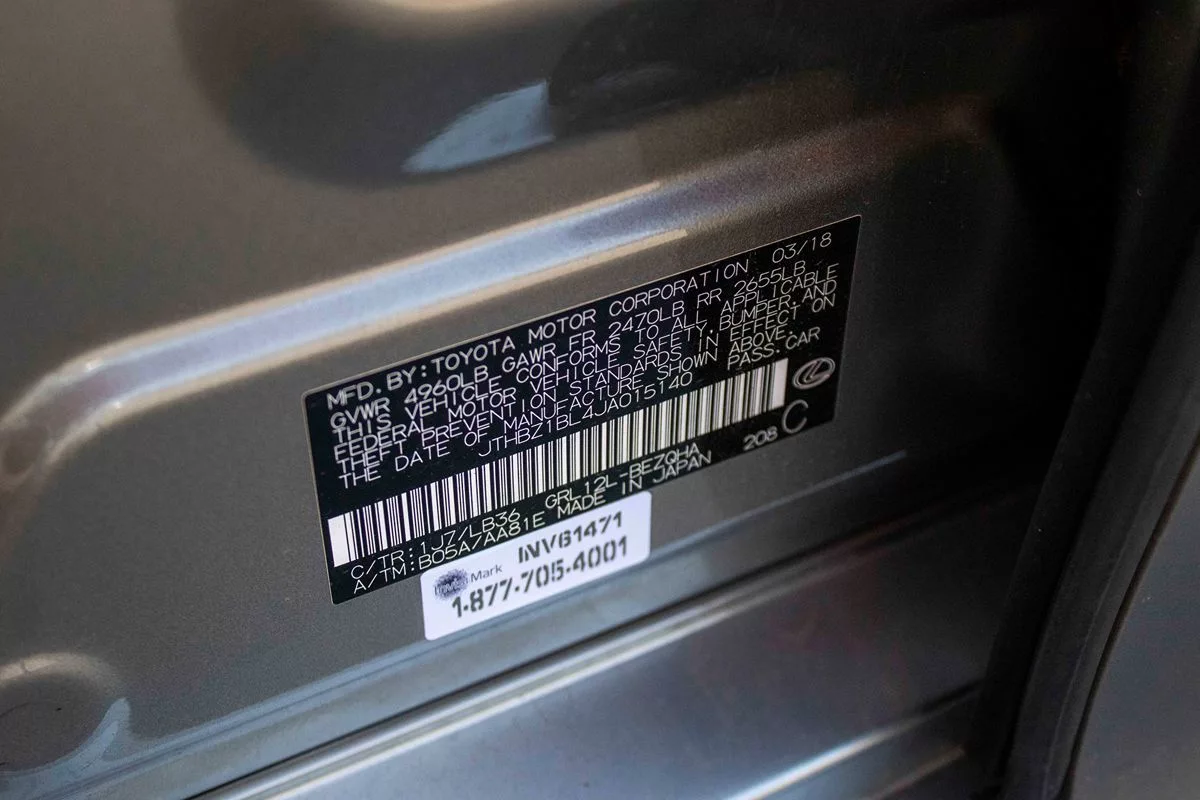 MFD. BY: TOYOTA MOTOR CORPORATION 03/18
GVWR 4960LB GAWR FR 2470LB RR 2655LB
THIS VEHICLE CONFORMS TO ALL APPLICABLE
FEDERAL MOTOR VEHICLE SAFETY, BUMPER, AND
THEFT PREVENTION STANDARDS IN EFFECT ON
THE DATE OF MANUFACTURE SHOWN ABOVE.
JTHBZ1BL4JA015140 PASS. CAR
208 C
C/TR: 1J7/LB36 GRL12L-BEZQHA
A/TM: B05A/AA81E MADE IN JAPAN
Mark INV61471
1-877-705-4001